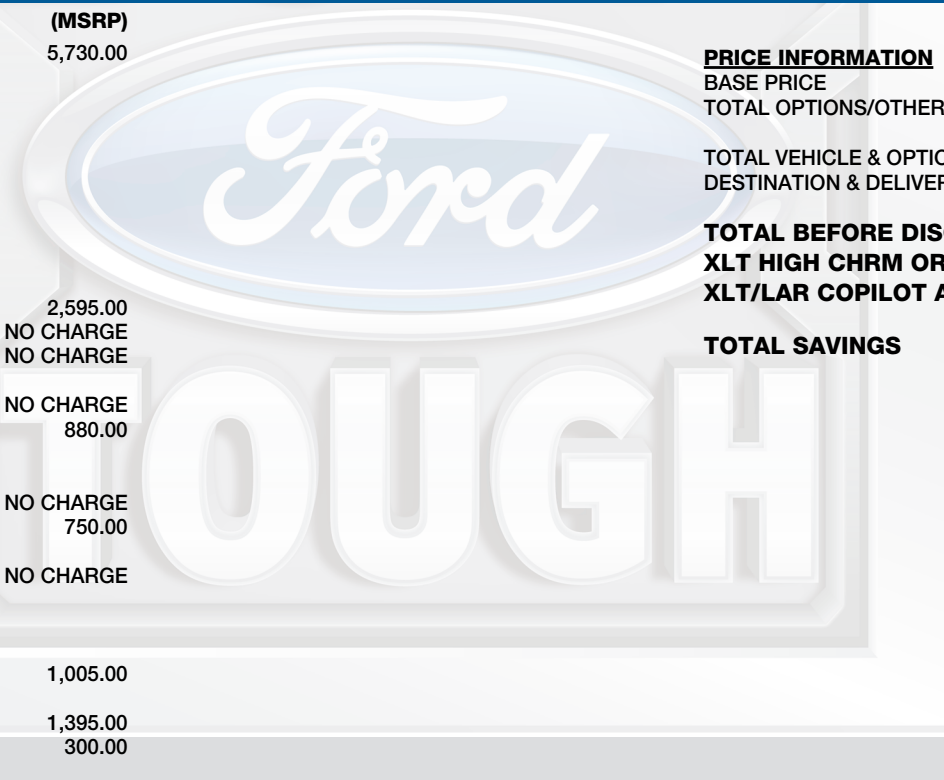 (MSRP)
5,730.00
2,595.00
NO CHARGE
NO CHARGE
NO CHARGE
880.00
NO CHARGE
750.00
NO CHARGE
1,005.00
1,395.00
300.00
Ford
TOUGH
PRICE INFORMATION
BASE PRICE
TOTAL OPTIONS/OTHER
TOTAL VEHICLE & OPTIO
DESTINATION & DELIVER
TOTAL BEFORE DISC
XLT HIGH CHRM OR
XLT/LAR COPILOT A
TOTAL SAVINGS